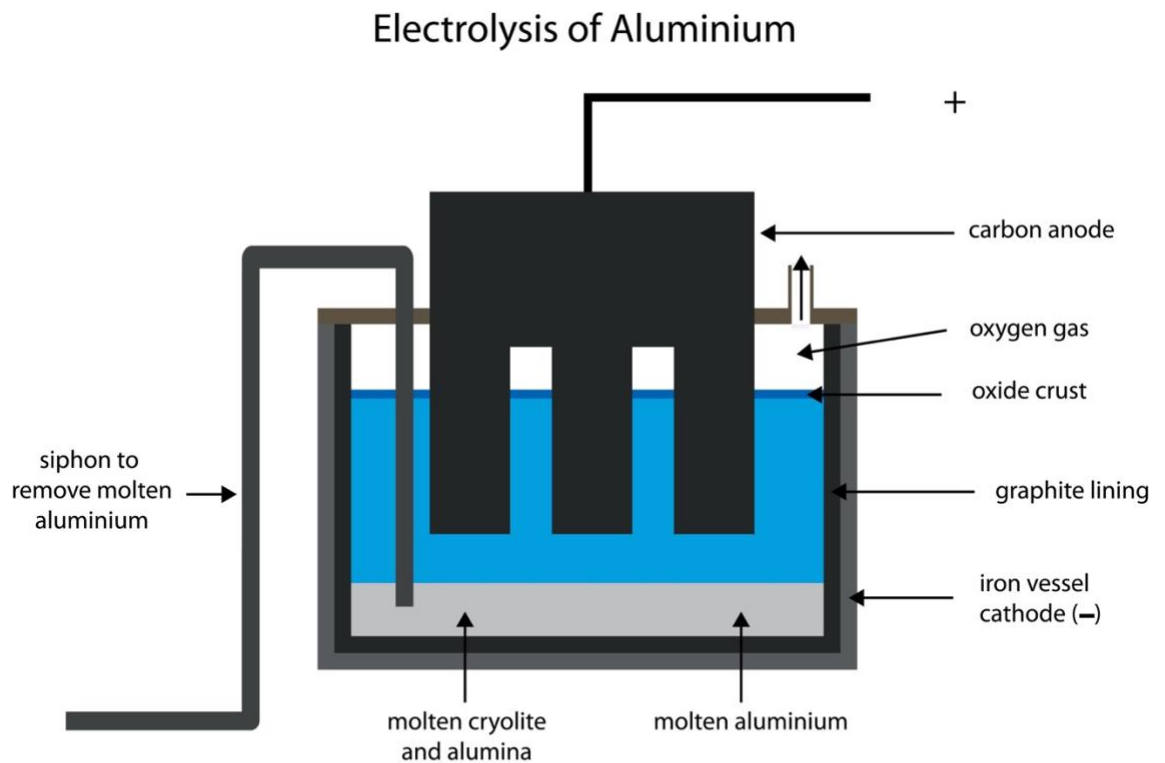 Electrolysis of Aluminium
+
carbon anode
oxygen gas
oxide crust
siphon to
remove molten
aluminium
graphite lining
iron vessel
cathode (–)
molten cryolite
and alumina
molten aluminium